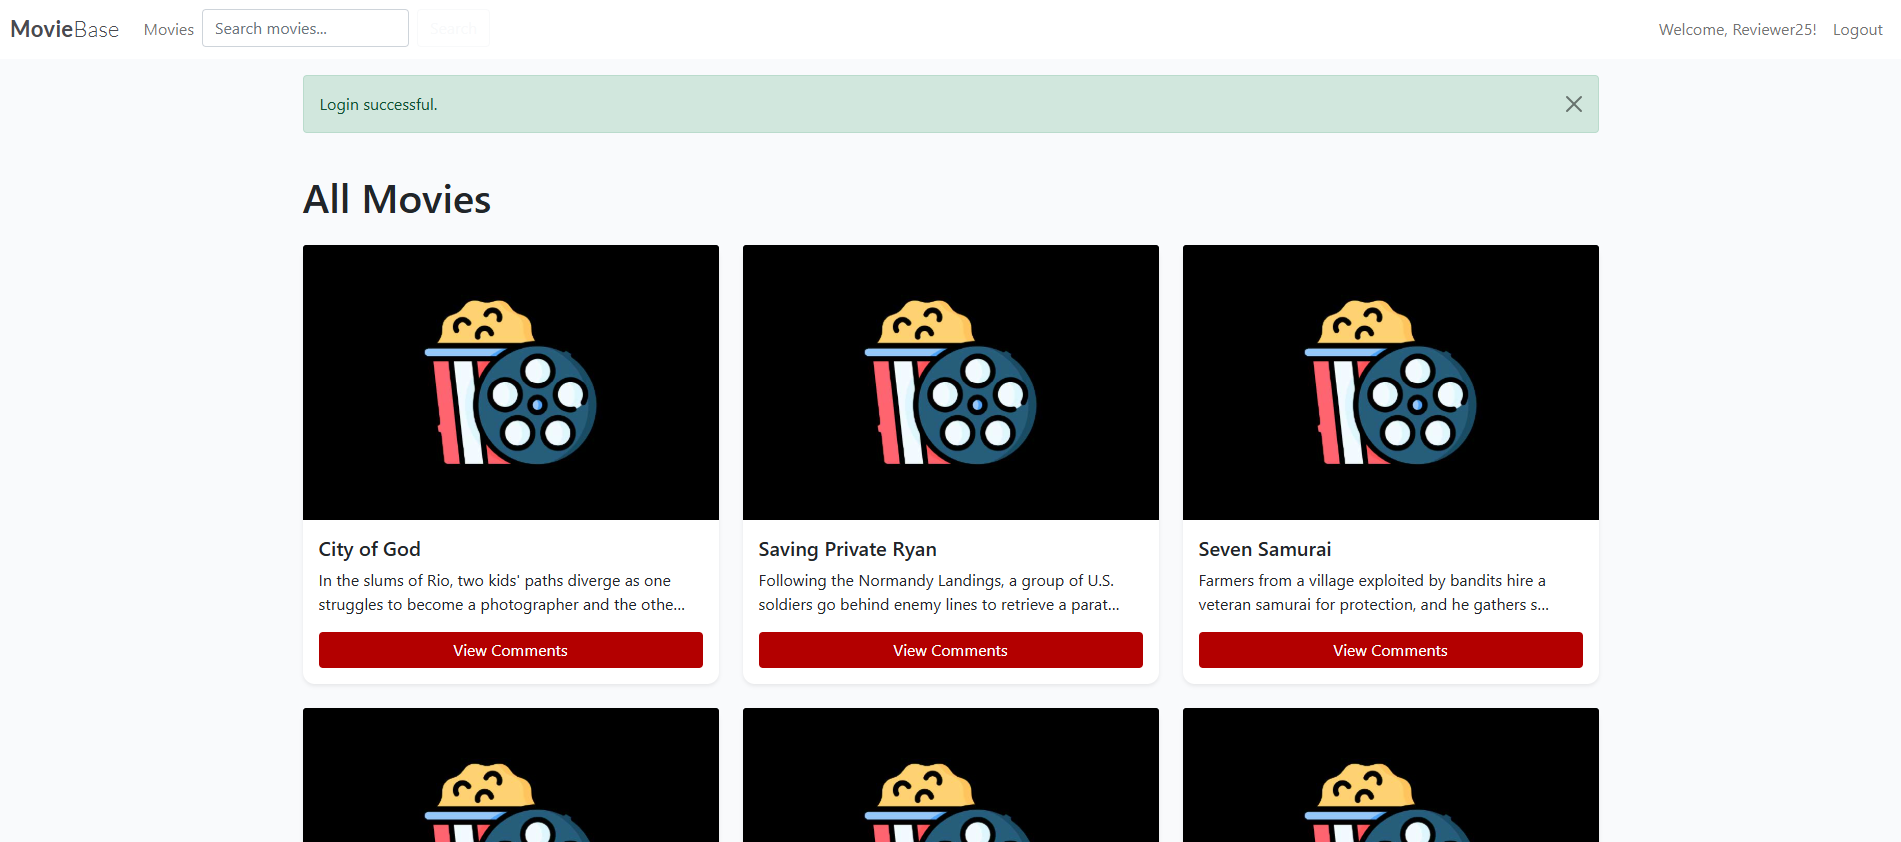 MovieBase Movies Search movies... Search Welcome, Reviewer25! Logout
Login successful.
All Movies
City of God
In the slums of Rio, two kids' paths diverge as one
struggles to become a photographer and the othe...
View Comments
Saving Private Ryan
Following the Normandy Landings, a group of U.S.
soldiers go behind enemy lines to retrieve a parat...
View Comments
Seven Samurai
Farmers from a village exploited by bandits hire a
veteran samurai for protection, and he gathers s...
View Comments